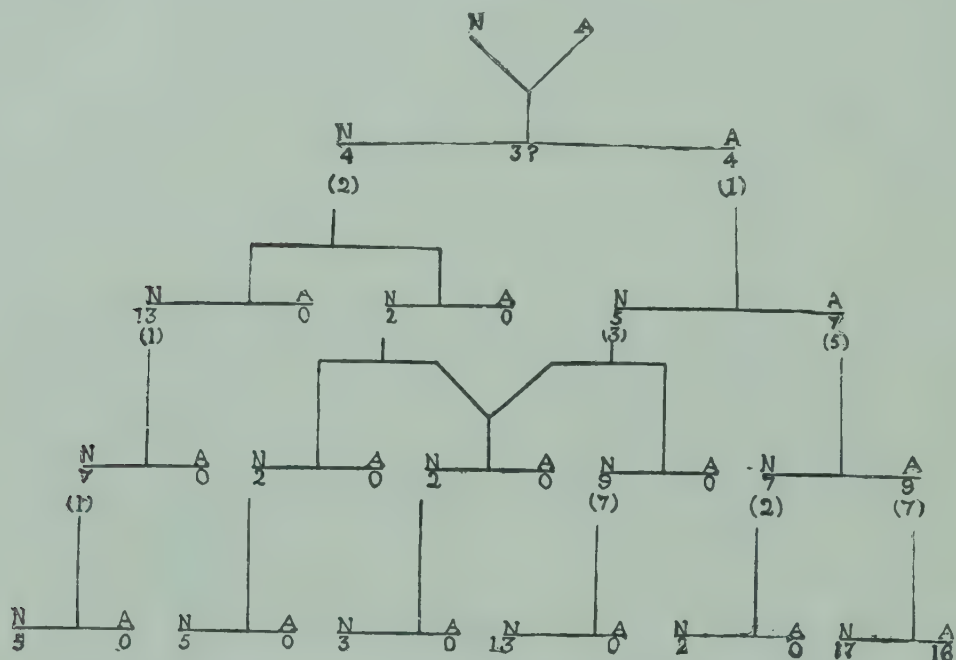 N A
N A
4 3? 4
(2) (1)
N A N A N A
13 0 2 0 5 7
(1) (3) (5)
N A N A N A N A N A
7 0 2 0 2 0 9 0 7 9
(1) (7) (2) (7)
N A N A N A N A N A N A
0 5 0 3 0 13 0 2 0 17 16